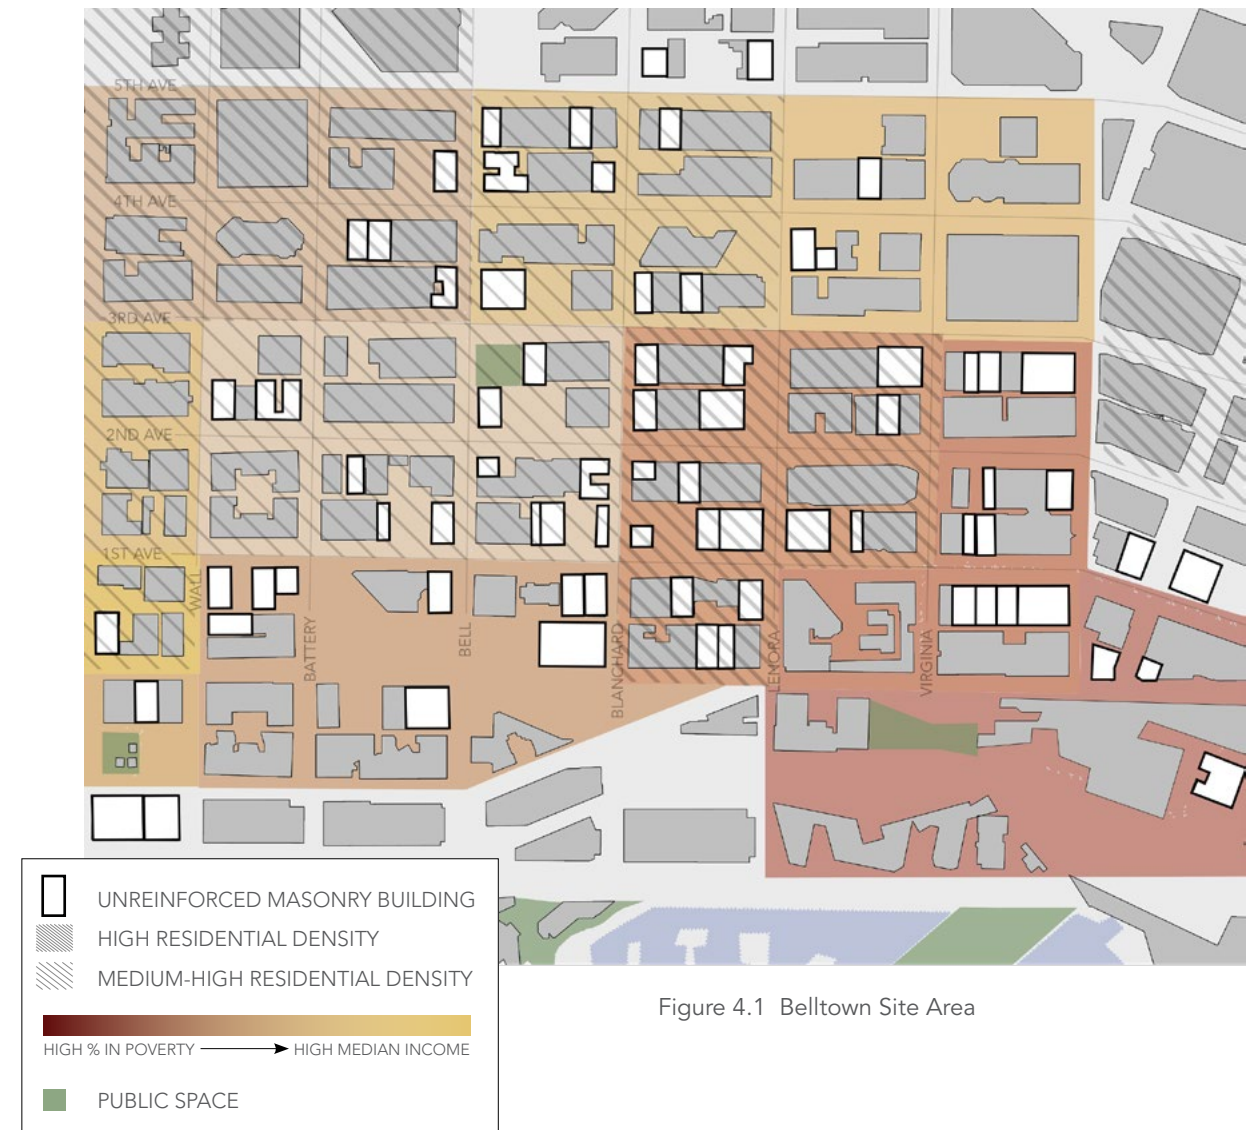 5TH AVE
4TH AVE
3RD AVE
2ND AVE
1ST AVE
WALL
BATTERY
BELL
BLANCHARD
LENORA
VIRGINIA
UNREINFORCED MASONRY BUILDING
HIGH RESIDENTIAL DENSITY
MEDIUM-HIGH RESIDENTIAL DENSITY
HIGH % IN POVERTY HIGH MEDIAN INCOME
PUBLIC SPACE
Figure 4.1 Belltown Site Area